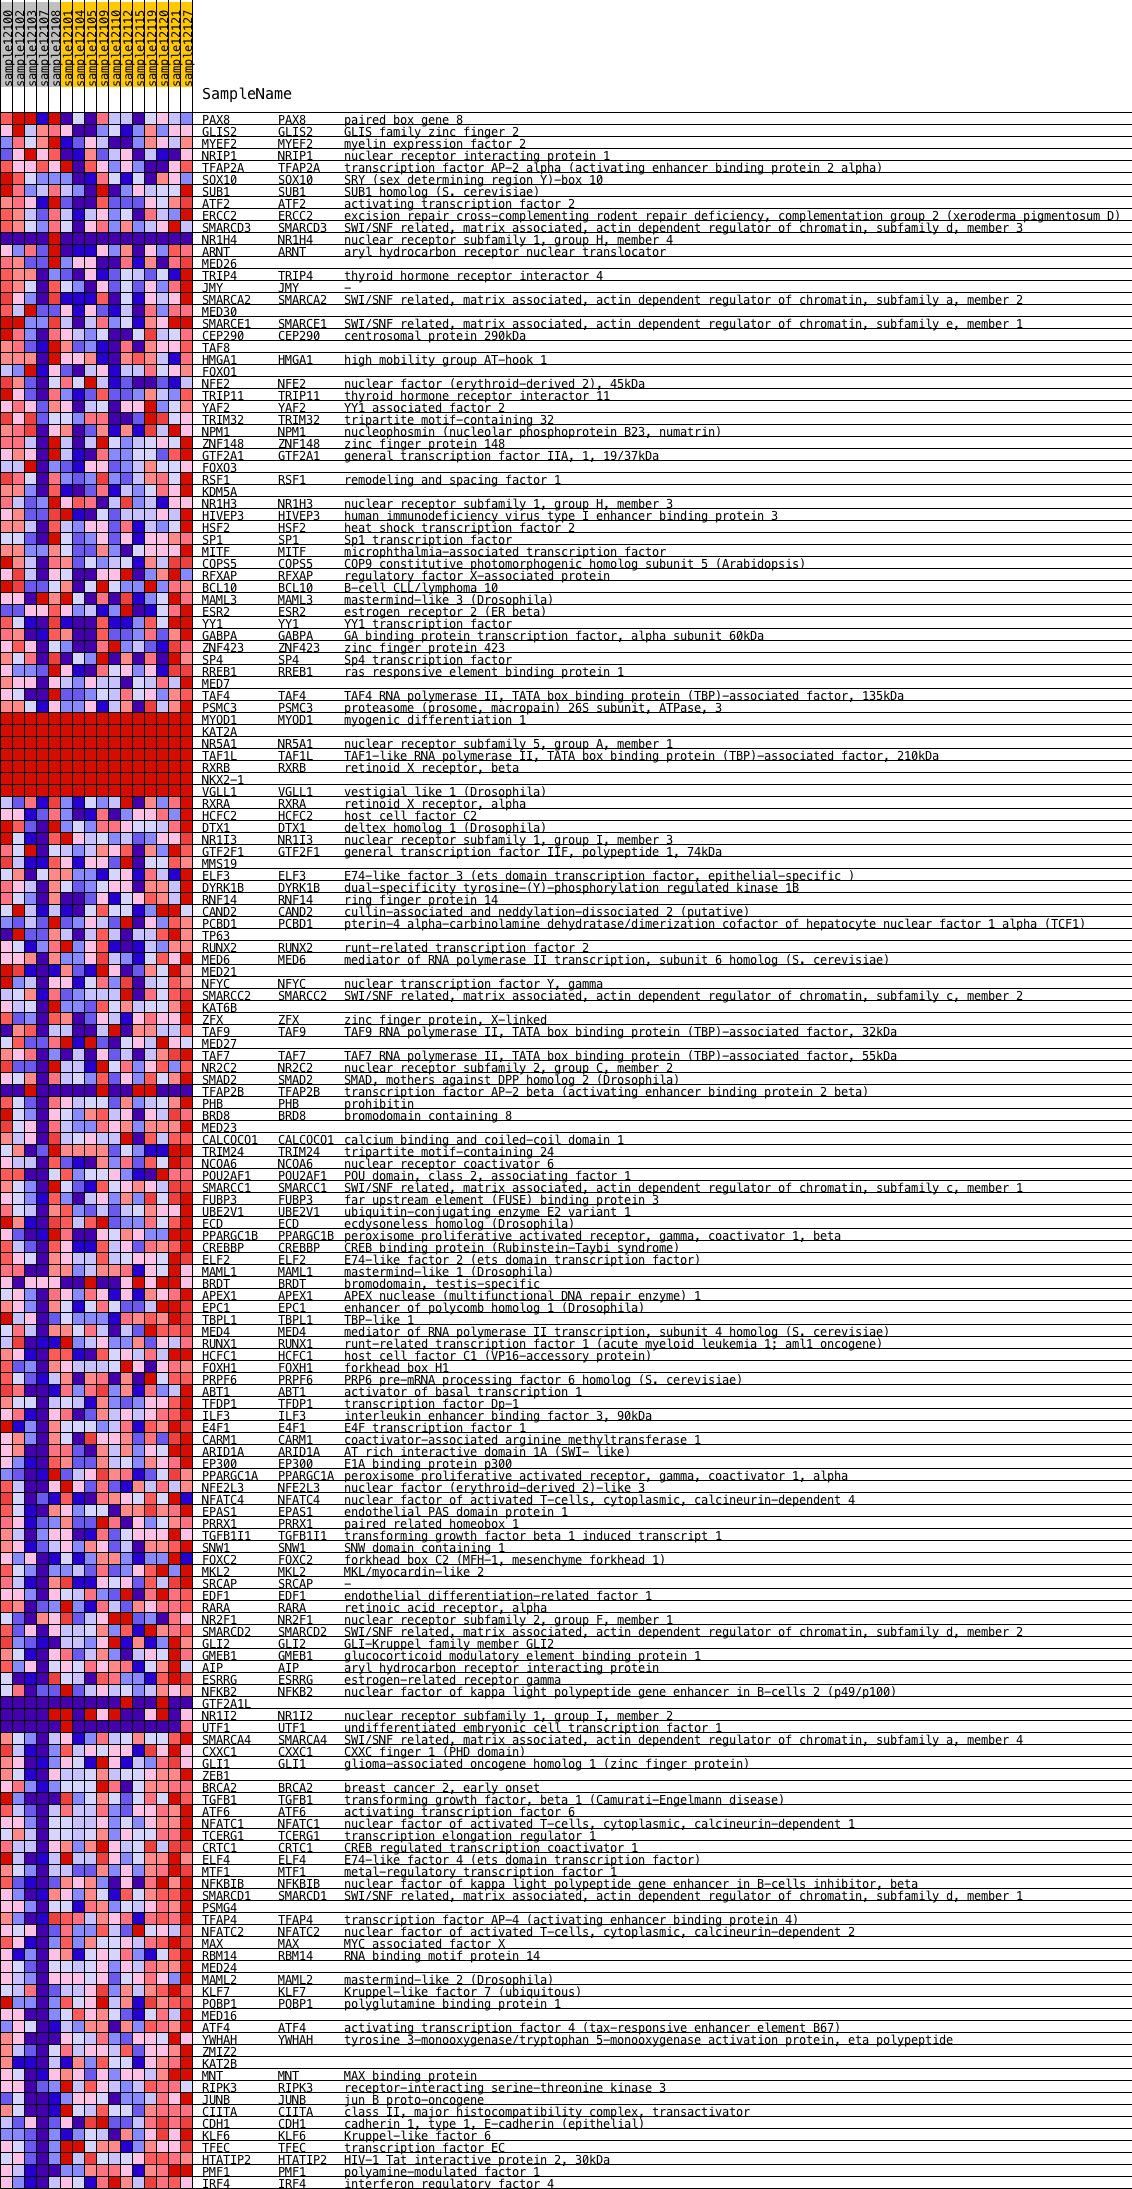 sample12100
sample12102
sample12103
sample12107
sample12108
sample12101
sample12104
sample12105
sample12109
sample12110
sample12112
sample12115
sample12119
sample12120
sample12121
sample12127
SampleName
PAX8 PAX8 paired box gene 8
GLIS2 GLIS2 GLIS family zinc finger 2
MYEF2 MYEF2 myelin expression factor 2
NRIP1 NRIP1 nuclear receptor interacting protein 1
TFAP2A TFAP2A transcription factor AP-2 alpha (activating enhancer binding protein 2 alpha)
SOX10 SOX10 SRY (sex determining region Y)-box 10
SUB1 SUB1 SUB1 homolog (S. cerevisiae)
ATF2 ATF2 activating transcription factor 2
ERCC2 ERCC2 excision repair cross-complementing rodent repair deficiency, complementation group 2 (xeroderma pigmentosum D)
SMARCD3 SMARCD3 SWI/SNF related, matrix associated, actin dependent regulator of chromatin, subfamily d, member 3
NR1H4 NR1H4 nuclear receptor subfamily 1, group H, member 4
ARNT ARNT aryl hydrocarbon receptor nuclear translocator
MED26
TRIP4 TRIP4 thyroid hormone receptor interactor 4
JMY JMY -
SMARCA2 SMARCA2 SWI/SNF related, matrix associated, actin dependent regulator of chromatin, subfamily a, member 2
MED30
SMARCE1 SMARCE1 SWI/SNF related, matrix associated, actin dependent regulator of chromatin, subfamily e, member 1
CEP290 CEP290 centrosomal protein 290kDa
TAF8
HMGA1 HMGA1 high mobility group AT-hook 1
FOXO1
NFE2 NFE2 nuclear factor (erythroid-derived 2), 45kDa
TRIP11 TRIP11 thyroid hormone receptor interactor 11
YAF2 YAF2 YY1 associated factor 2
TRIM32 TRIM32 tripartite motif-containing 32
NPM1 NPM1 nucleophosmin (nucleolar phosphoprotein B23, numatrin)
ZNF148 ZNF148 zinc finger protein 148
GTF2A1 GTF2A1 general transcription factor IIA, 1, 19/37kDa
FOXO3
RSF1 RSF1 remodeling and spacing factor 1
KDM5A
NR1H3 NR1H3 nuclear receptor subfamily 1, group H, member 3
HIVEP3 HIVEP3 human immunodeficiency virus type I enhancer binding protein 3
HSF2 HSF2 heat shock transcription factor 2
SP1 SP1 Sp1 transcription factor
MITF MITF microphthalmia-associated transcription factor
COPS5 COPS5 COP9 constitutive photomorphogenic homolog subunit 5 (Arabidopsis)
RFXAP RFXAP regulatory factor X-associated protein
BCL10 BCL10 B-cell CLL/lymphoma 10
MAML3 MAML3 mastermind-like 3 (Drosophila)
ESR2 ESR2 estrogen receptor 2 (ER beta)
YY1 YY1 YY1 transcription factor
GABPA GABPA GA binding protein transcription factor, alpha subunit 60kDa
ZNF423 ZNF423 zinc finger protein 423
SP4 SP4 Sp4 transcription factor
RREB1 RREB1 ras responsive element binding protein 1
MED7
TAF4 TAF4 TAF4 RNA polymerase II, TATA box binding protein (TBP)-associated factor, 135kDa
PSMC3 PSMC3 proteasome (prosome, macropain) 26S subunit, ATPase, 3
MYOD1 MYOD1 myogenic differentiation 1
KAT2A
NR5A1 NR5A1 nuclear receptor subfamily 5, group A, member 1
TAF1L TAF1L TAF1-like RNA polymerase II, TATA box binding protein (TBP)-associated factor, 210kDa
RXRB RXRB retinoid X receptor, beta
NKX2-1
VGLL1 VGLL1 vestigial like 1 (Drosophila)
RXRA RXRA retinoid X receptor, alpha
HCFC2 HCFC2 host cell factor C2
DTX1 DTX1 deltex homolog 1 (Drosophila)
NR1I3 NR1I3 nuclear receptor subfamily 1, group I, member 3
GTF2F1 GTF2F1 general transcription factor IIF, polypeptide 1, 74kDa
MMS19
ELF3 ELF3 E74-like factor 3 (ets domain transcription factor, epithelial-specific )
DYRK1B DYRK1B dual-specificity tyrosine-(Y)-phosphorylation regulated kinase 1B
RNF14 RNF14 ring finger protein 14
CAND2 CAND2 cullin-associated and neddylation-dissociated 2 (putative)
PCBD1 PCBD1 pterin-4 alpha-carbinolamine dehydratase/dimerization cofactor of hepatocyte nuclear factor 1 alpha (TCF1)
TP63
RUNX2 RUNX2 runt-related transcription factor 2
MED6 MED6 mediator of RNA polymerase II transcription, subunit 6 homolog (S. cerevisiae)
MED21
NFYC NFYC nuclear transcription factor Y, gamma
SMARCC2 SMARCC2 SWI/SNF related, matrix associated, actin dependent regulator of chromatin, subfamily c, member 2
KAT6B
ZFX ZFX zinc finger protein, X-linked
TAF9 TAF9 TAF9 RNA polymerase II, TATA box binding protein (TBP)-associated factor, 32kDa
MED27
TAF7 TAF7 TAF7 RNA polymerase II, TATA box binding protein (TBP)-associated factor, 55kDa
NR2C2 NR2C2 nuclear receptor subfamily 2, group C, member 2
SMAD2 SMAD2 SMAD, mothers against DPP homolog 2 (Drosophila)
TFAP2B TFAP2B transcription factor AP-2 beta (activating enhancer binding protein 2 beta)
PHB PHB prohibitin
BRD8 BRD8 bromodomain containing 8
MED23
CALCOCO1 CALCOCO1 calcium binding and coiled-coil domain 1
TRIM24 TRIM24 tripartite motif-containing 24
NCOA6 NCOA6 nuclear receptor coactivator 6
POU2AF1 POU2AF1 POU domain, class 2, associating factor 1
SMARCC1 SMARCC1 SWI/SNF related, matrix associated, actin dependent regulator of chromatin, subfamily c, member 1
FUBP3 FUBP3 far upstream element (FUSE) binding protein 3
UBE2V1 UBE2V1 ubiquitin-conjugating enzyme E2 variant 1
ECD ECD ecdysoneless homolog (Drosophila)
PPARGC1B PPARGC1B peroxisome proliferative activated receptor, gamma, coactivator 1, beta
CREBBP CREBBP CREB binding protein (Rubinstein-Taybi syndrome)
ELF2 ELF2 E74-like factor 2 (ets domain transcription factor)
MAML1 MAML1 mastermind-like 1 (Drosophila)
BRDT BRDT bromodomain, testis-specific
APEX1 APEX1 APEX nuclease (multifunctional DNA repair enzyme) 1
EPC1 EPC1 enhancer of polycomb homolog 1 (Drosophila)
TBPL1 TBPL1 TBP-like 1
MED4 MED4 mediator of RNA polymerase II transcription, subunit 4 homolog (S. cerevisiae)
RUNX1 RUNX1 runt-related transcription factor 1 (acute myeloid leukemia 1; aml1 oncogene)
HCFC1 HCFC1 host cell factor C1 (VP16-accessory protein)
FOXH1 FOXH1 forkhead box H1
PRPF6 PRPF6 PRP6 pre-mRNA processing factor 6 homolog (S. cerevisiae)
ABT1 ABT1 activator of basal transcription 1
TFDP1 TFDP1 transcription factor Dp-1
ILF3 ILF3 interleukin enhancer binding factor 3, 90kDa
E4F1 E4F1 E4F transcription factor 1
CARM1 CARM1 coactivator-associated arginine methyltransferase 1
ARID1A ARID1A AT rich interactive domain 1A (SWI- like)
EP300 EP300 E1A binding protein p300
PPARGC1A PPARGC1A peroxisome proliferative activated receptor, gamma, coactivator 1, alpha
NFE2L3 NFE2L3 nuclear factor (erythroid-derived 2)-like 3
NFATC4 NFATC4 nuclear factor of activated T-cells, cytoplasmic, calcineurin-dependent 4
EPAS1 EPAS1 endothelial PAS domain protein 1
PRRX1 PRRX1 paired related homeobox 1
TGFB1I1 TGFB1I1 transforming growth factor beta 1 induced transcript 1
SNW1 SNW1 SNW domain containing 1
FOXC2 FOXC2 forkhead box C2 (MFH-1, mesenchyme forkhead 1)
MKL2 MKL2 MKL/myocardin-like 2
SRCAP SRCAP -
EDF1 EDF1 endothelial differentiation-related factor 1
RARA RARA retinoic acid receptor, alpha
NR2F1 NR2F1 nuclear receptor subfamily 2, group F, member 1
SMARCD2 SMARCD2 SWI/SNF related, matrix associated, actin dependent regulator of chromatin, subfamily d, member 2
GLI2 GLI2 GLI-Kruppel family member GLI2
GMEB1 GMEB1 glucocorticoid modulatory element binding protein 1
AIP AIP aryl hydrocarbon receptor interacting protein
ESRRG ESRRG estrogen-related receptor gamma
NFKB2 NFKB2 nuclear factor of kappa light polypeptide gene enhancer in B-cells 2 (p49/p100)
GTF2A1L
NR1I2 NR1I2 nuclear receptor subfamily 1, group I, member 2
UTF1 UTF1 undifferentiated embryonic cell transcription factor 1
SMARCA4 SMARCA4 SWI/SNF related, matrix associated, actin dependent regulator of chromatin, subfamily a, member 4
CXXC1 CXXC1 CXXC finger 1 (PHD domain)
GLI1 GLI1 glioma-associated oncogene homolog 1 (zinc finger protein)
ZEB1
BRCA2 BRCA2 breast cancer 2, early onset
TGFB1 TGFB1 transforming growth factor, beta 1 (Camurati-Engelmann disease)
ATF6 ATF6 activating transcription factor 6
NFATC1 NFATC1 nuclear factor of activated T-cells, cytoplasmic, calcineurin-dependent 1
TCERG1 TCERG1 transcription elongation regulator 1
CRTC1 CRTC1 CREB regulated transcription coactivator 1
ELF4 ELF4 E74-like factor 4 (ets domain transcription factor)
MTF1 MTF1 metal-regulatory transcription factor 1
NFKBIB NFKBIB nuclear factor of kappa light polypeptide gene enhancer in B-cells inhibitor, beta
SMARCD1 SMARCD1 SWI/SNF related, matrix associated, actin dependent regulator of chromatin, subfamily d, member 1
PSMG4
TFAP4 TFAP4 transcription factor AP-4 (activating enhancer binding protein 4)
NFATC2 NFATC2 nuclear factor of activated T-cells, cytoplasmic, calcineurin-dependent 2
MAX MAX MYC associated factor X
RBM14 RBM14 RNA binding motif protein 14
MED24
MAML2 MAML2 mastermind-like 2 (Drosophila)
KLF7 KLF7 Kruppel-like factor 7 (ubiquitous)
PQBP1 PQBP1 polyglutamine binding protein 1
MED16
ATF4 ATF4 activating transcription factor 4 (tax-responsive enhancer element B67)
YWHAH YWHAH tyrosine 3-monooxygenase/tryptophan 5-monooxygenase activation protein, eta polypeptide
ZMIZ2
KAT2B
MNT MNT MAX binding protein
RIPK3 RIPK3 receptor-interacting serine-threonine kinase 3
JUNB JUNB jun B proto-oncogene
CIITA CIITA class II, major histocompatibility complex, transactivator
CDH1 CDH1 cadherin 1, type 1, E-cadherin (epithelial)
KLF6 KLF6 Kruppel-like factor 6
TFEC TFEC transcription factor EC
HTATIP2 HTATIP2 HIV-1 Tat interactive protein 2, 30kDa
PMF1 PMF1 polyamine-modulated factor 1
IRF4 IRF4 interferon regulatory factor 4